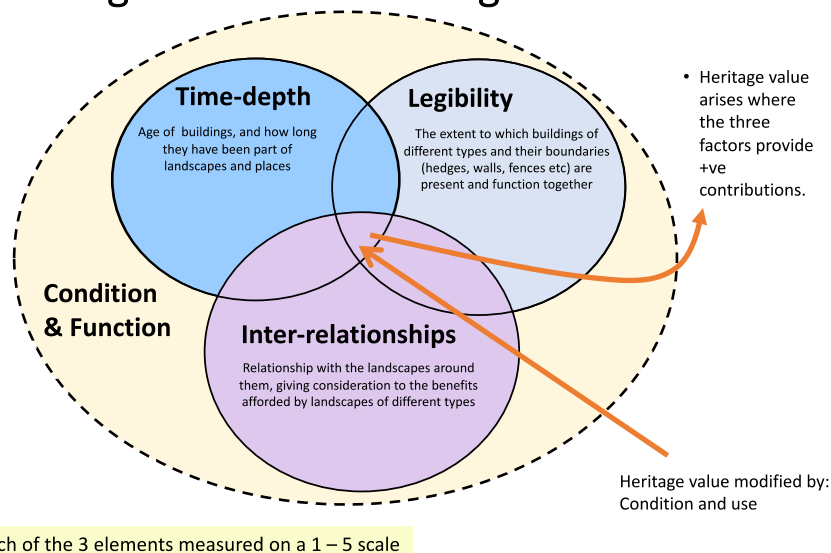 Time-depth
Age of buildings, and how long
they have been part of
landscapes and places
Legibility
The extent to which buildings of
different types and their boundaries
(hedges, walls, fences etc) are
present and function together
• Heritage value
arises where
the three
factors provide
+ve
contributions.
Condition
& Function
Inter-relationships
Relationship with the landscapes around
them, giving consideration to the benefits
afforded by landscapes of different types
Heritage value modified by:
Condition and use
of the 3 elements measured on a 1 – 5 scale